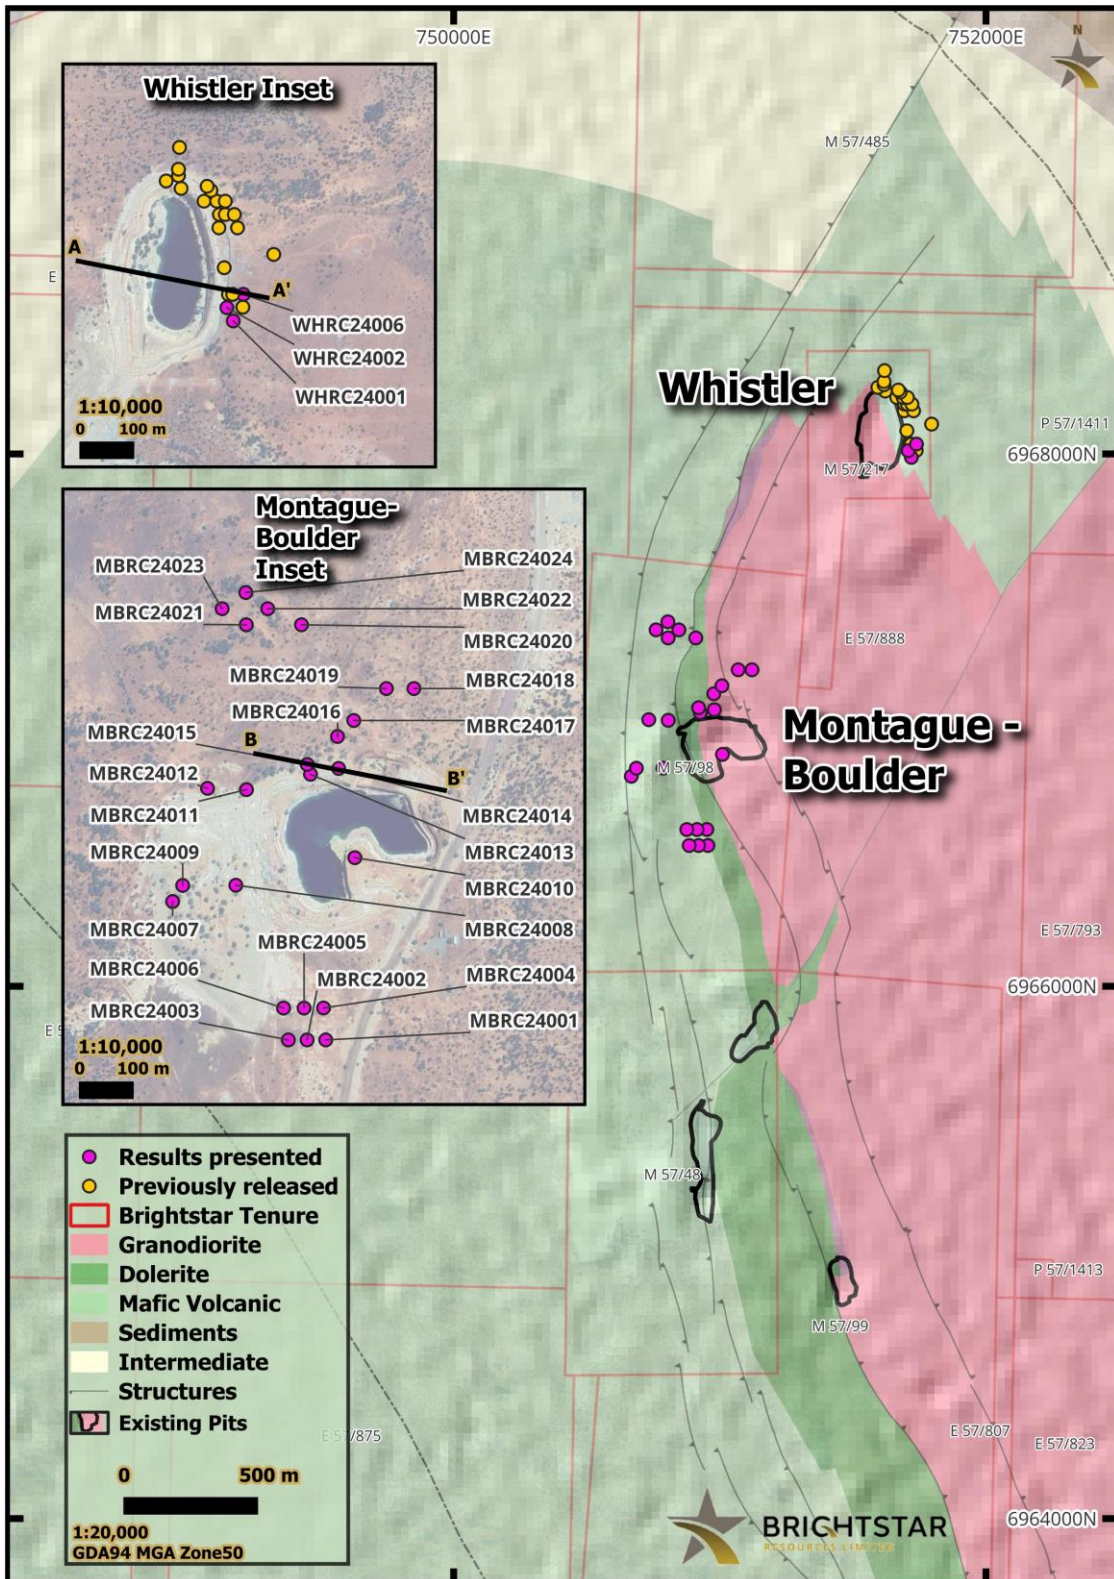 750000E
752000E
N
M 57/485
Whistler Inset
A
E
A'
WHRC24006
WHRC24002
WHRC24001
1:10,000
0 100 m
Whistler
P 57/1411
6968000N
M 57/217
Montague-
Boulder
Inset
MBRC24023
MBRC24024
MBRC24021
MBRC24022
MBRC24020
MBRC24019
MBRC24018
MBRC24016
MBRC24017
MBRC24015
B
MBRC24012
B'
MBRC24011
MBRC24014
MBRC24009
MBRC24013
MBRC24010
MBRC24007
MBRC24008
MBRC24005
MBRC24006
MBRC24002
MBRC24004
MBRC24003
MBRC24001
1:10,000
0 100 m
E 57/888
Montague -
Boulder
M 57/98
E 57/793
6966000N
M 57/48
P 57/1413
M 57/99
E 57/807
E 57/823
E 57/875
6964000N
Results presented
Previously released
Brightstar Tenure
Granodiorite
Dolerite
Mafic Volcanic
Sediments
Intermediate
Structures
Existing Pits
0 500 m
1:20,000
GDA94 MGA Zone50
BRIGHTSTAR
RESOURCES LIMITED